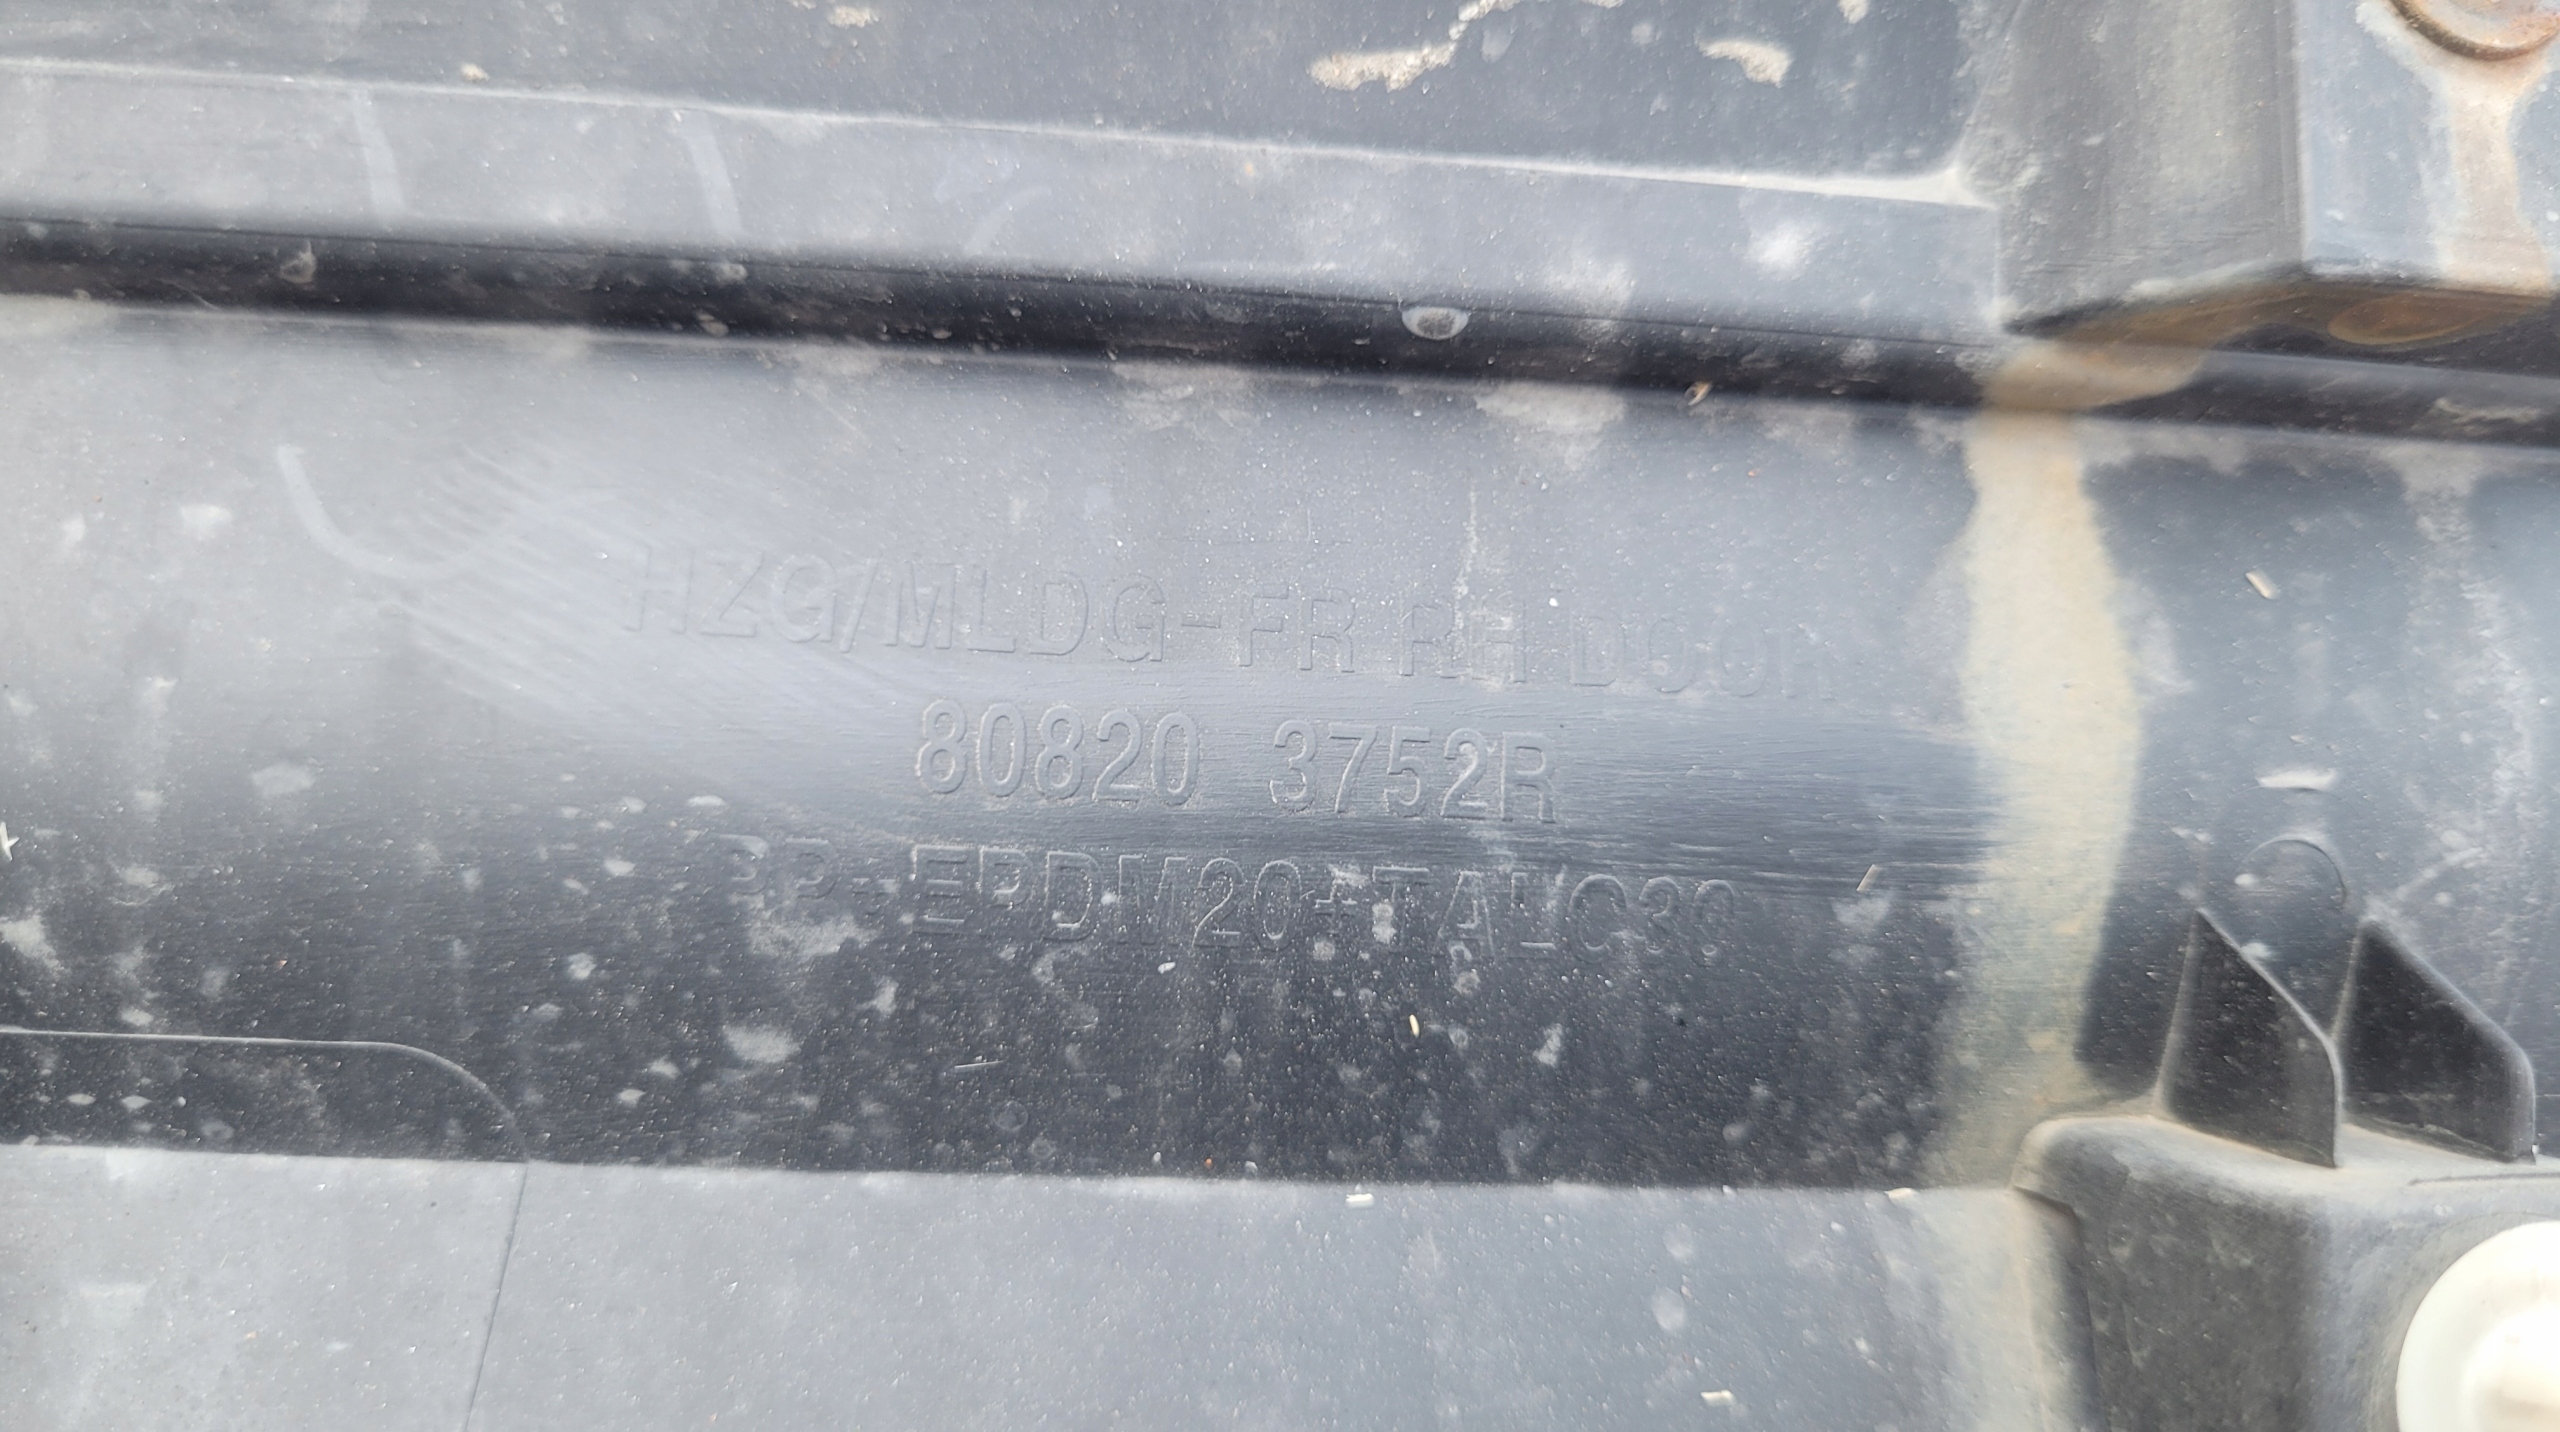 HZG/MLDG-FR RH DOOR
80820 3752R
PP+EPDM20+TALC30